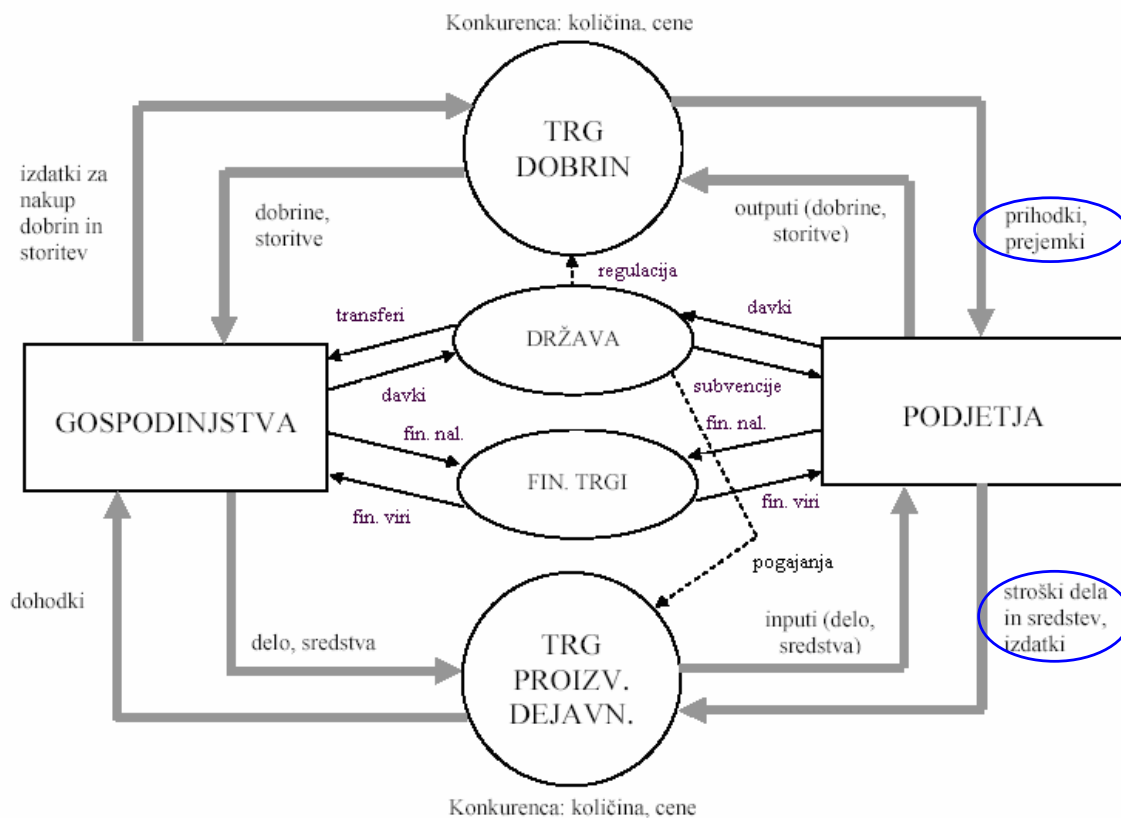 Konkurenca: količina, cene
TRG
DOBRIN
izdatki za
nakup
dobrin in
storitev
dobrine,
storitve
outputi (dobrine,
storitve)
prihodki,
prejemki
regulacija
transferi
davki
DRŽAVA
davki
subvencije
GOSPODINJSTVA
PODJETJA
fin. nal.
fin. nal.
FIN. TRGI
fin. viri
fin. viri
pogajanja
dohodki
delo, sredstva
inputi (delo,
sredstva)
stroški dela
in sredstev,
izdatki
TRG
PROIZV.
DEJAVN.
Konkurenca: količina, cene